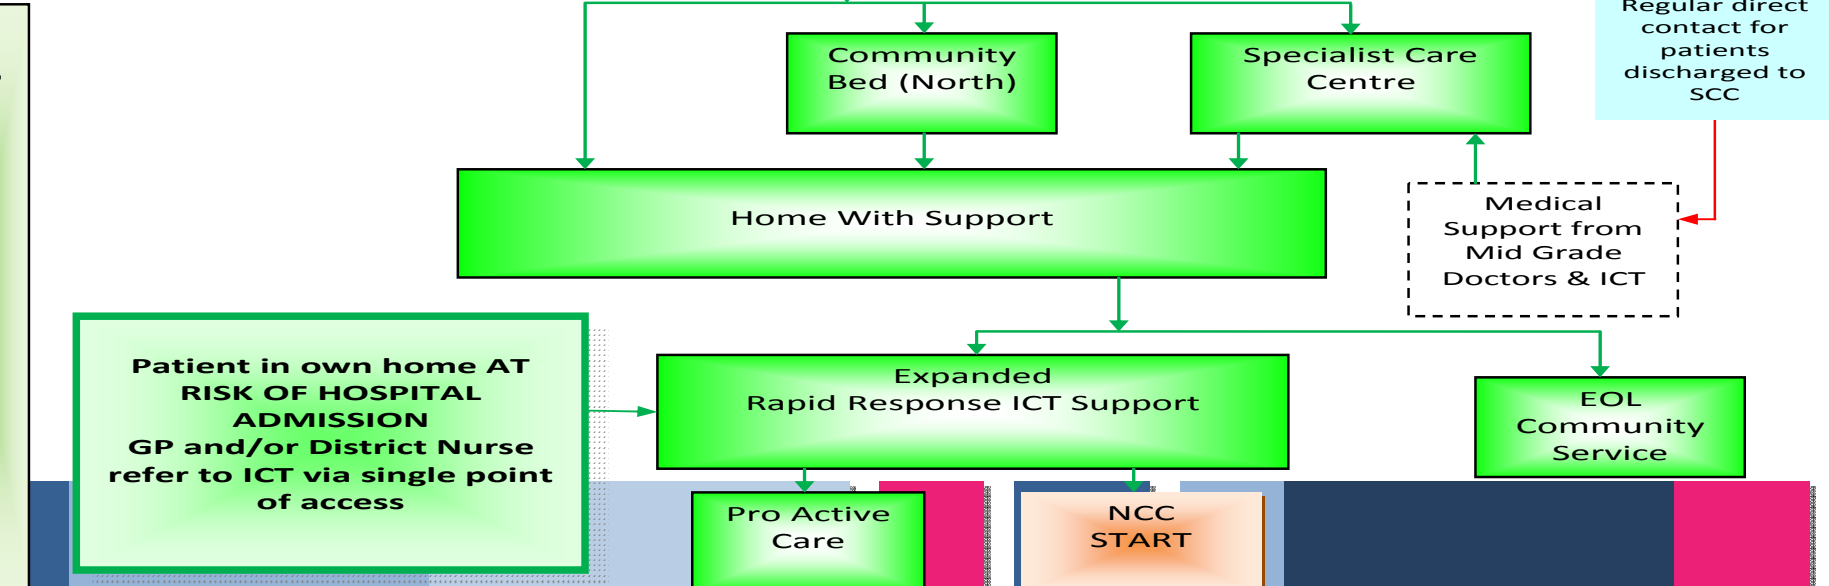 Regular direct
contact for
patients
discharged to
SCC
Community
Bed (North)
Specialist Care
Centre
Home With Support
Medical
Support from
Mid Grade
Doctors & ICT
Patient in own home AT
RISK OF HOSPITAL
ADMISSION
GP and/or District Nurse
refer to ICT via single point
of access
Expanded
Rapid Response ICT Support
EOL
Community
Service
Pro Active
Care
NCC
START